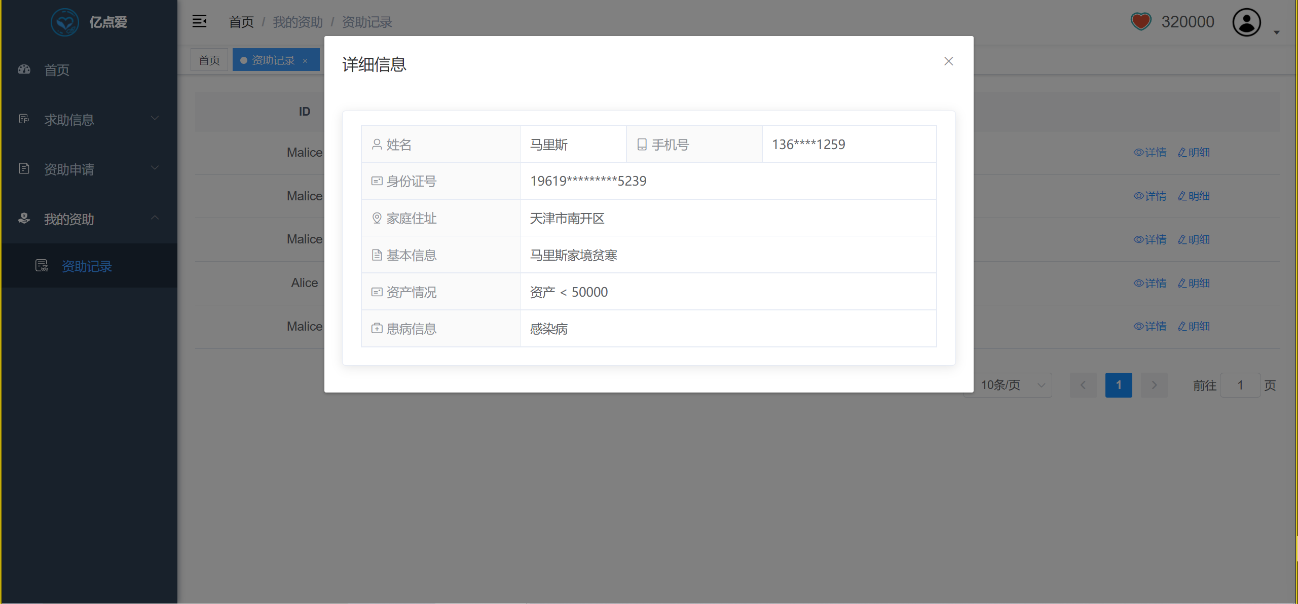 亿点爱
首页 / 我的资助 / 资助记录
320000
首页
求助信息
资助申请
我的资助
资助记录
首页
资助记录 ×
ID
Malice 详情 明细
Malice 详情 明细
Malice 详情 明细
Alice 详情 明细
Malice 详情 明细
10条/页 < 1 > 前往 1 页
详细信息
姓名 马里斯 手机号 136****1259
身份证号 19619*********5239
家庭住址 天津市南开区
基本信息 马里斯家境贫寒
资产情况 资产 < 50000
患病信息 感染病